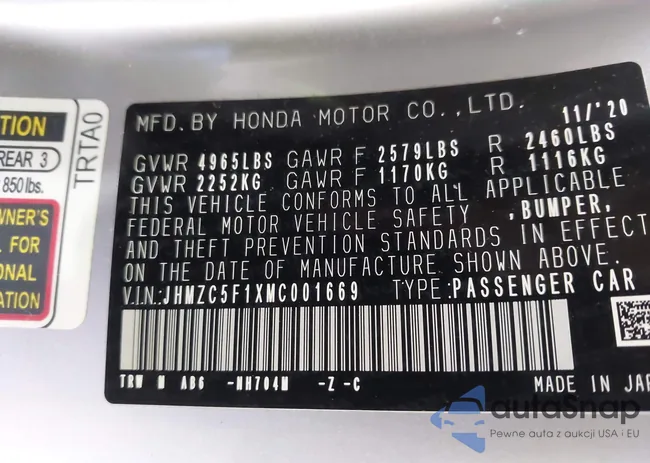 TION
REAR 3
850 lbs.
WNER'S
L FOR
ONAL
ION
TRTA0
MFD. BY HONDA MOTOR CO., LTD. 11/'20
GVWR 4965LBS GAWR F 2579LBS R 2460LBS
GVWR 2252KG GAWR F 1170KG R 1116KG
THIS VEHICLE CONFORMS TO ALL APPLICABLE
FEDERAL MOTOR VEHICLE SAFETY ,BUMPER,
AND THEFT PREVENTION STANDARDS IN EFFECT
ON THE DATE OF MANUFACTURE SHOWN ABOVE.
V.I.N.:JHMZC5F1XMC001669 TYPE:PASSENGER CAR
TRW M AB6 -NH704M -Z -C
MADE IN JAP
autoSnap
Pewne auta z aukcji USA i EU